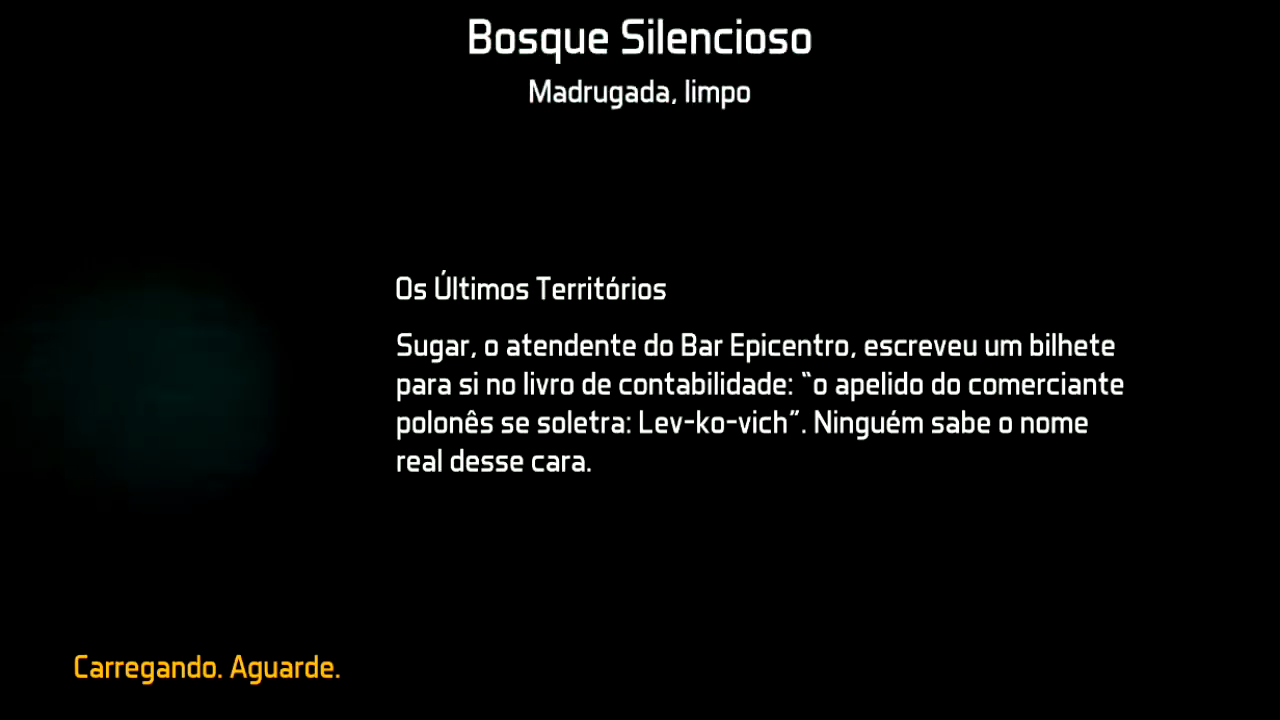 Bosque Silencioso
Madrugada, limpo
Os Últimos Territórios
Sugar, o atendente do Bar Epicentro, escreveu um bilhete
para si no livro de contabilidade: “o apelido do comerciante
polonês se soletra: Lev-ko-vich”. Ninguém sabe o nome
real desse cara.
Carregando. Aguarde.